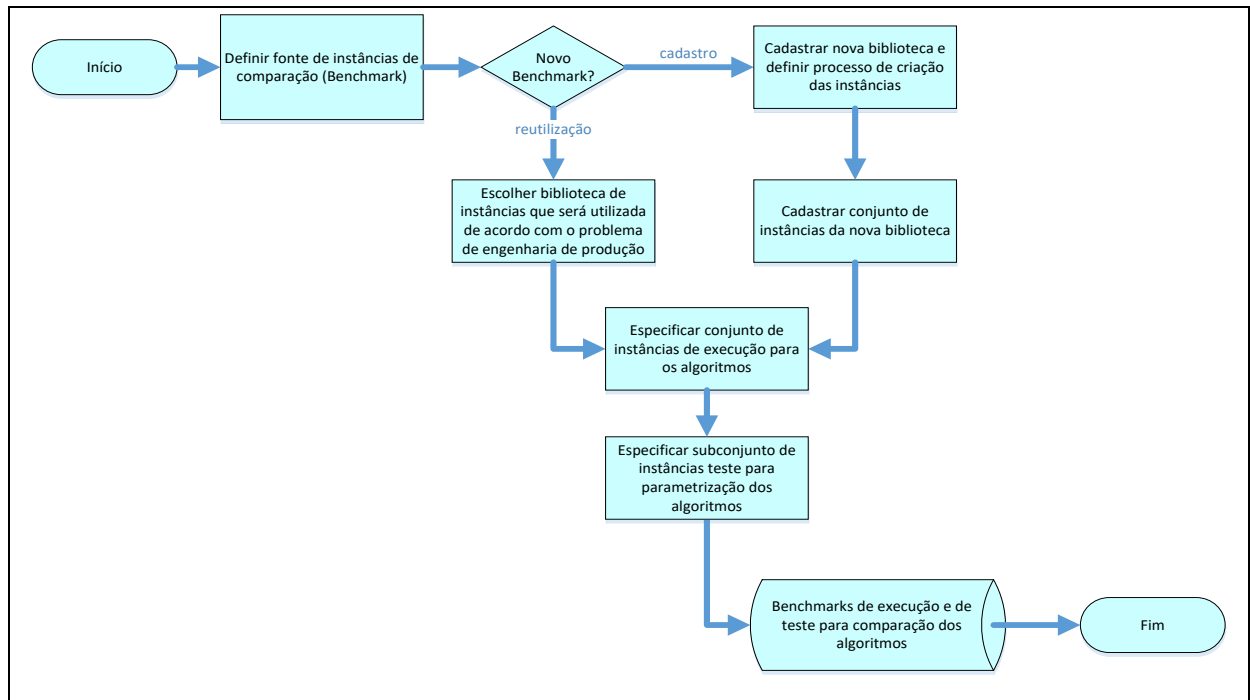 Início
Definir fonte de instâncias de
comparação (Benchmark)
Novo
Benchmark?
cadastro
Cadastrar nova biblioteca e
definir processo de criação
das instâncias
reutilização
Escolher biblioteca de
instâncias que será utilizada
de acordo com o problema
de engenharia de produção
Cadastrar conjunto de
instâncias da nova biblioteca
Especificar conjunto de
instâncias de execução para
os algoritmos
Especificar subconjunto de
instâncias teste para
parametrização dos
algoritmos
Benchmarks de execução e de
teste para comparação dos
algoritmos
Fim